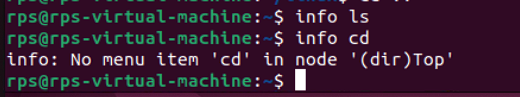 rps@rps-virtual-machine:~$ info ls
rps@rps-virtual-machine:~$ info cd
info: No menu item 'cd' in node '(dir)Top'
rps@rps-virtual-machine:~$